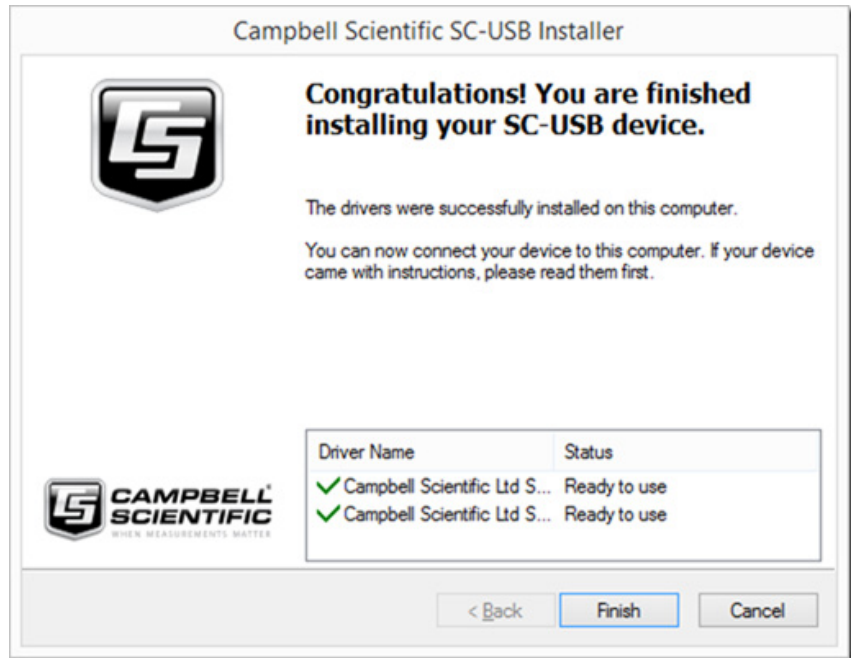 Campbell Scientific SC-USB Installer
Congratulations! You are finished
installing your SC-USB device.
The drivers were successfully installed on this computer.
You can now connect your device to this computer. If your device
came with instructions, please read them first.
Driver Name Status
Campbell Scientific Ltd S... Ready to use
Campbell Scientific Ltd S... Ready to use
CAMPBELL
SCIENTIFIC
WHEN MEASUREMENTS MATTER
< Back Finish Cancel